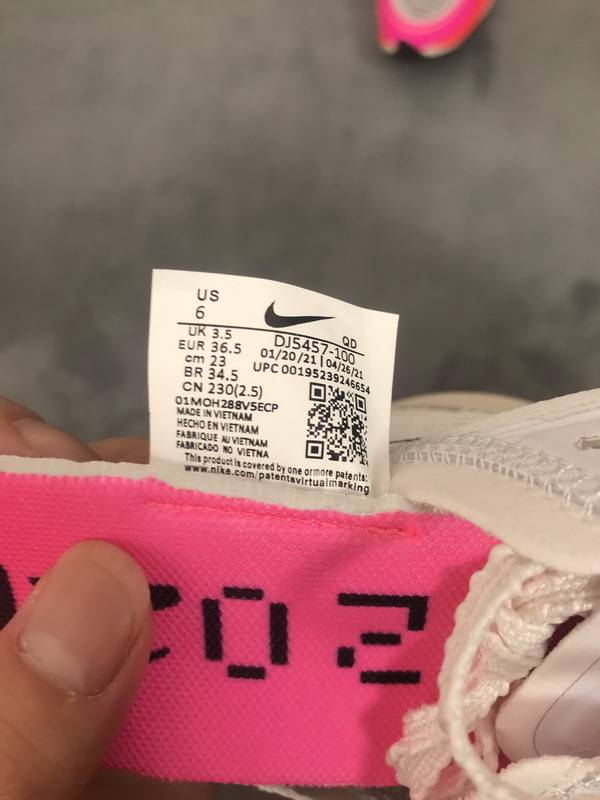 US
6
UK 3.5
EUR 36.5
cm 23
BR 34.5
CN 230(2.5)
QD
DJ5457-100
01/20/21 | 04/26/21
UPC 00195239246654
01MOH288V5ECP
MADE IN VIETNAM
HECHO EN VIETNAM
FABRIQUE AU VIETNAM
FABRICADO NO VIETNA
This product is covered by one ormore patents:
www.nike.com/patentsvirtualmarking